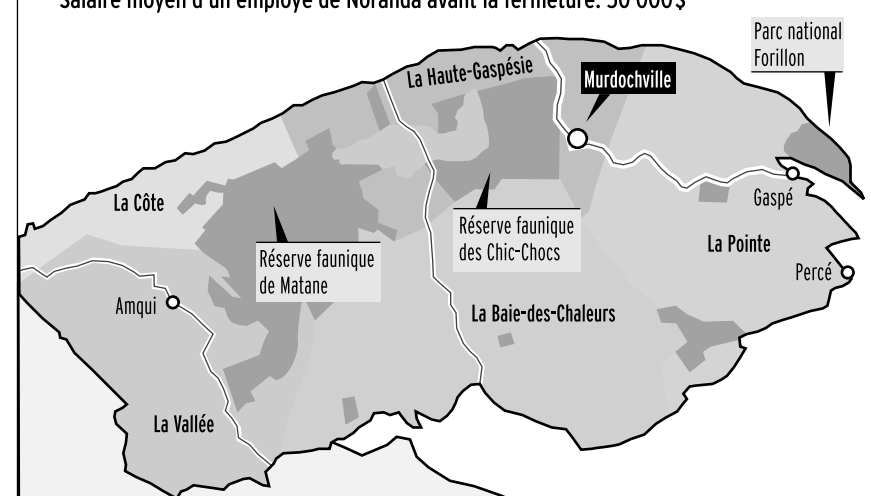 Salaire moyen d'un employé de Noranda avant la fermeture: 50 000$
Parc national
Forillon
La Haute-Gaspésie
Murdochville
La Côte
Gaspé
Réserve faunique
des Chic-Chocs
La Pointe
Réserve faunique
de Matane
Percé
Amqui
La Baie-des-Chaleurs
La Vallée